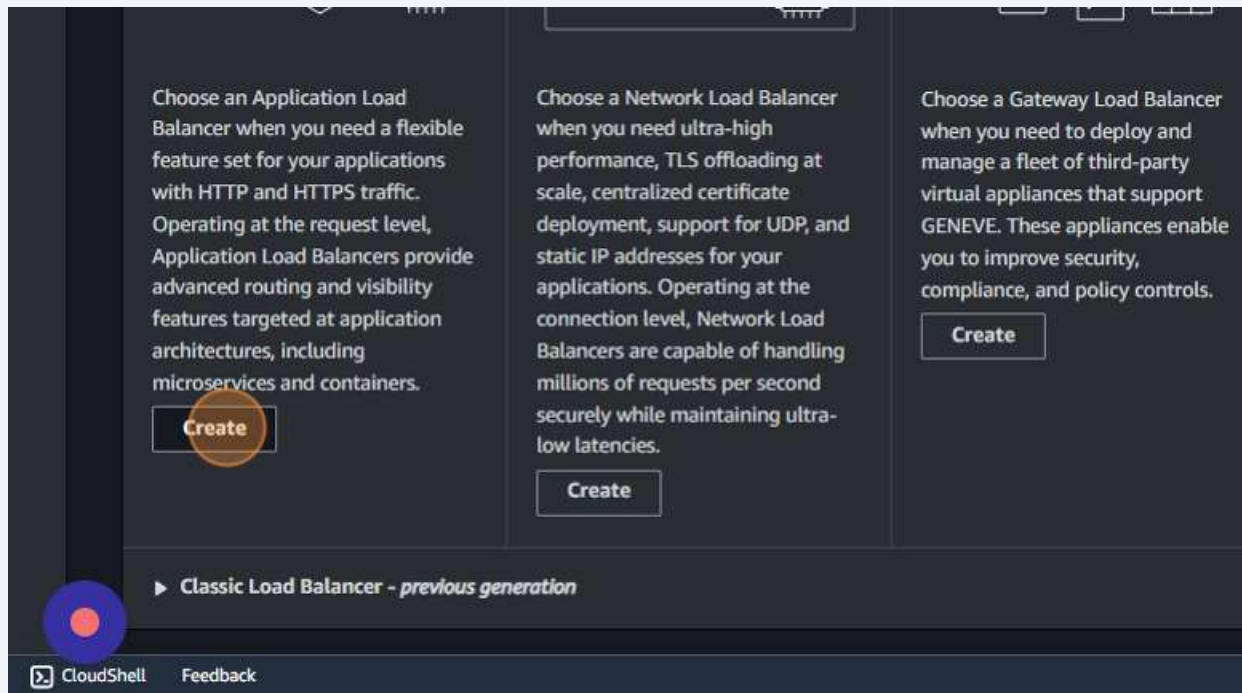 Choose an Application Load
Balancer when you need a flexible
feature set for your applications
with HTTP and HTTPS traffic.
Operating at the request level,
Application Load Balancers provide
advanced routing and visibility
features targeted at application
architectures, including
microservices and containers.
Create
Choose a Network Load Balancer
when you need ultra-high
performance, TLS offloading at
scale, centralized certificate
deployment, support for UDP, and
static IP addresses for your
applications. Operating at the
connection level, Network Load
Balancers are capable of handling
millions of requests per second
securely while maintaining ultra-
low latencies.
Create
Choose a Gateway Load Balancer
when you need to deploy and
manage a fleet of third-party
virtual appliances that support
GENEVE. These appliances enable
you to improve security,
compliance, and policy controls.
Create
Classic Load Balancer - previous generation
CloudShell Feedback